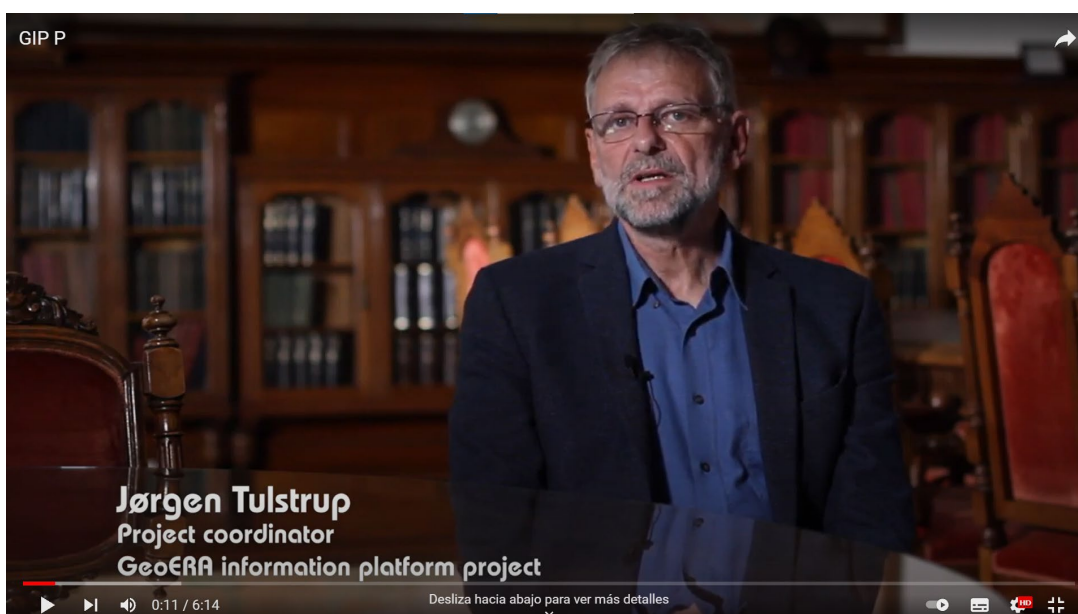 GIP P
Jørgen Tulstrup
Project coordinator
GeoERA information platform project
0:11 / 6:14
Desliza hacia abajo para ver más detalles
HD